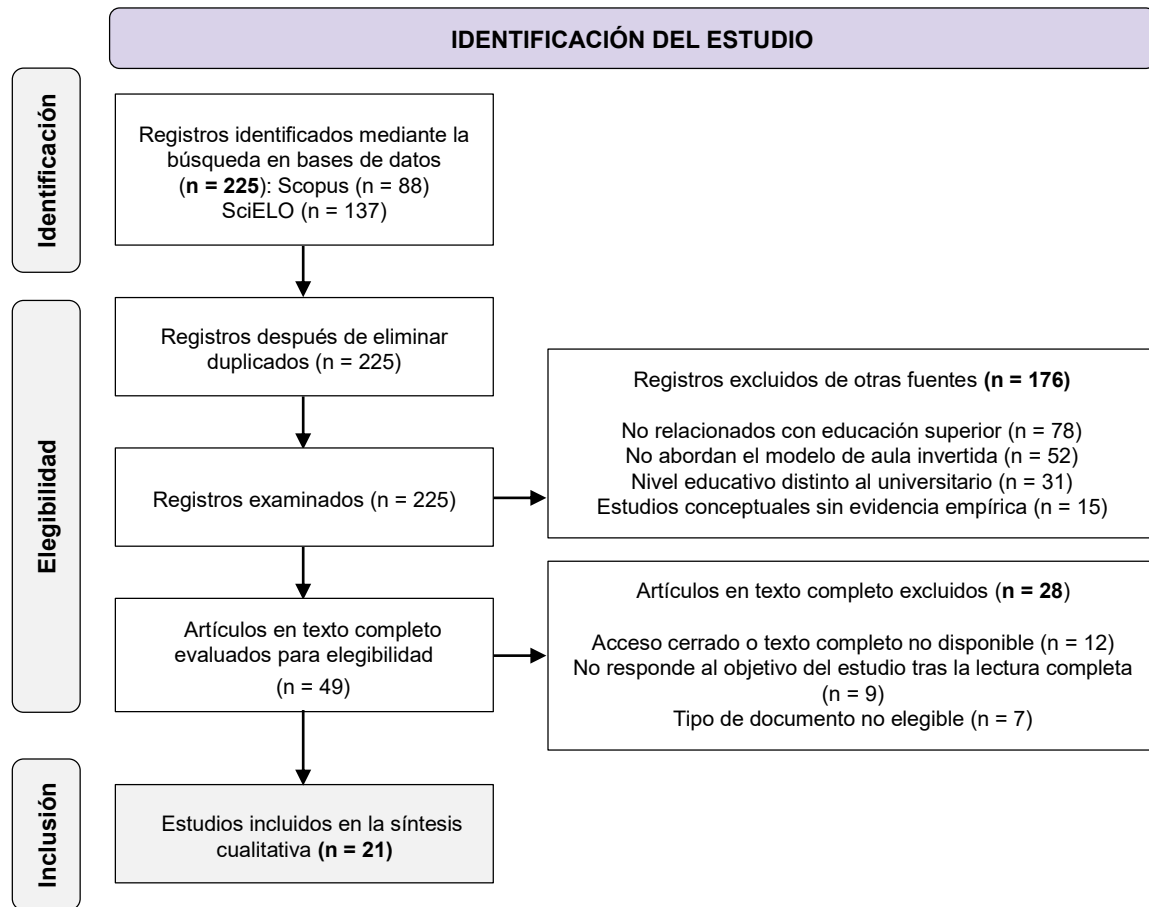 IDENTIFICACIÓN DEL ESTUDIO
Identificación
Registros identificados mediante la
búsqueda en bases de datos
(n = 225): Scopus (n = 88)
SciELO (n = 137)
Elegibilidad
Registros después de eliminar
duplicados (n = 225)
Registros examinados (n = 225)
Registros excluidos de otras fuentes (n = 176)
No relacionados con educación superior (n = 78)
No abordan el modelo de aula invertida (n = 52)
Nivel educativo distinto al universitario (n = 31)
Estudios conceptuales sin evidencia empírica (n = 15)
Artículos en texto completo
evaluados para elegibilidad
(n = 49)
Artículos en texto completo excluidos (n = 28)
Acceso cerrado o texto completo no disponible (n = 12)
No responde al objetivo del estudio tras la lectura completa
(n = 9)
Tipo de documento no elegible (n = 7)
Inclusión
Estudios incluidos en la síntesis
cualitativa (n = 21)